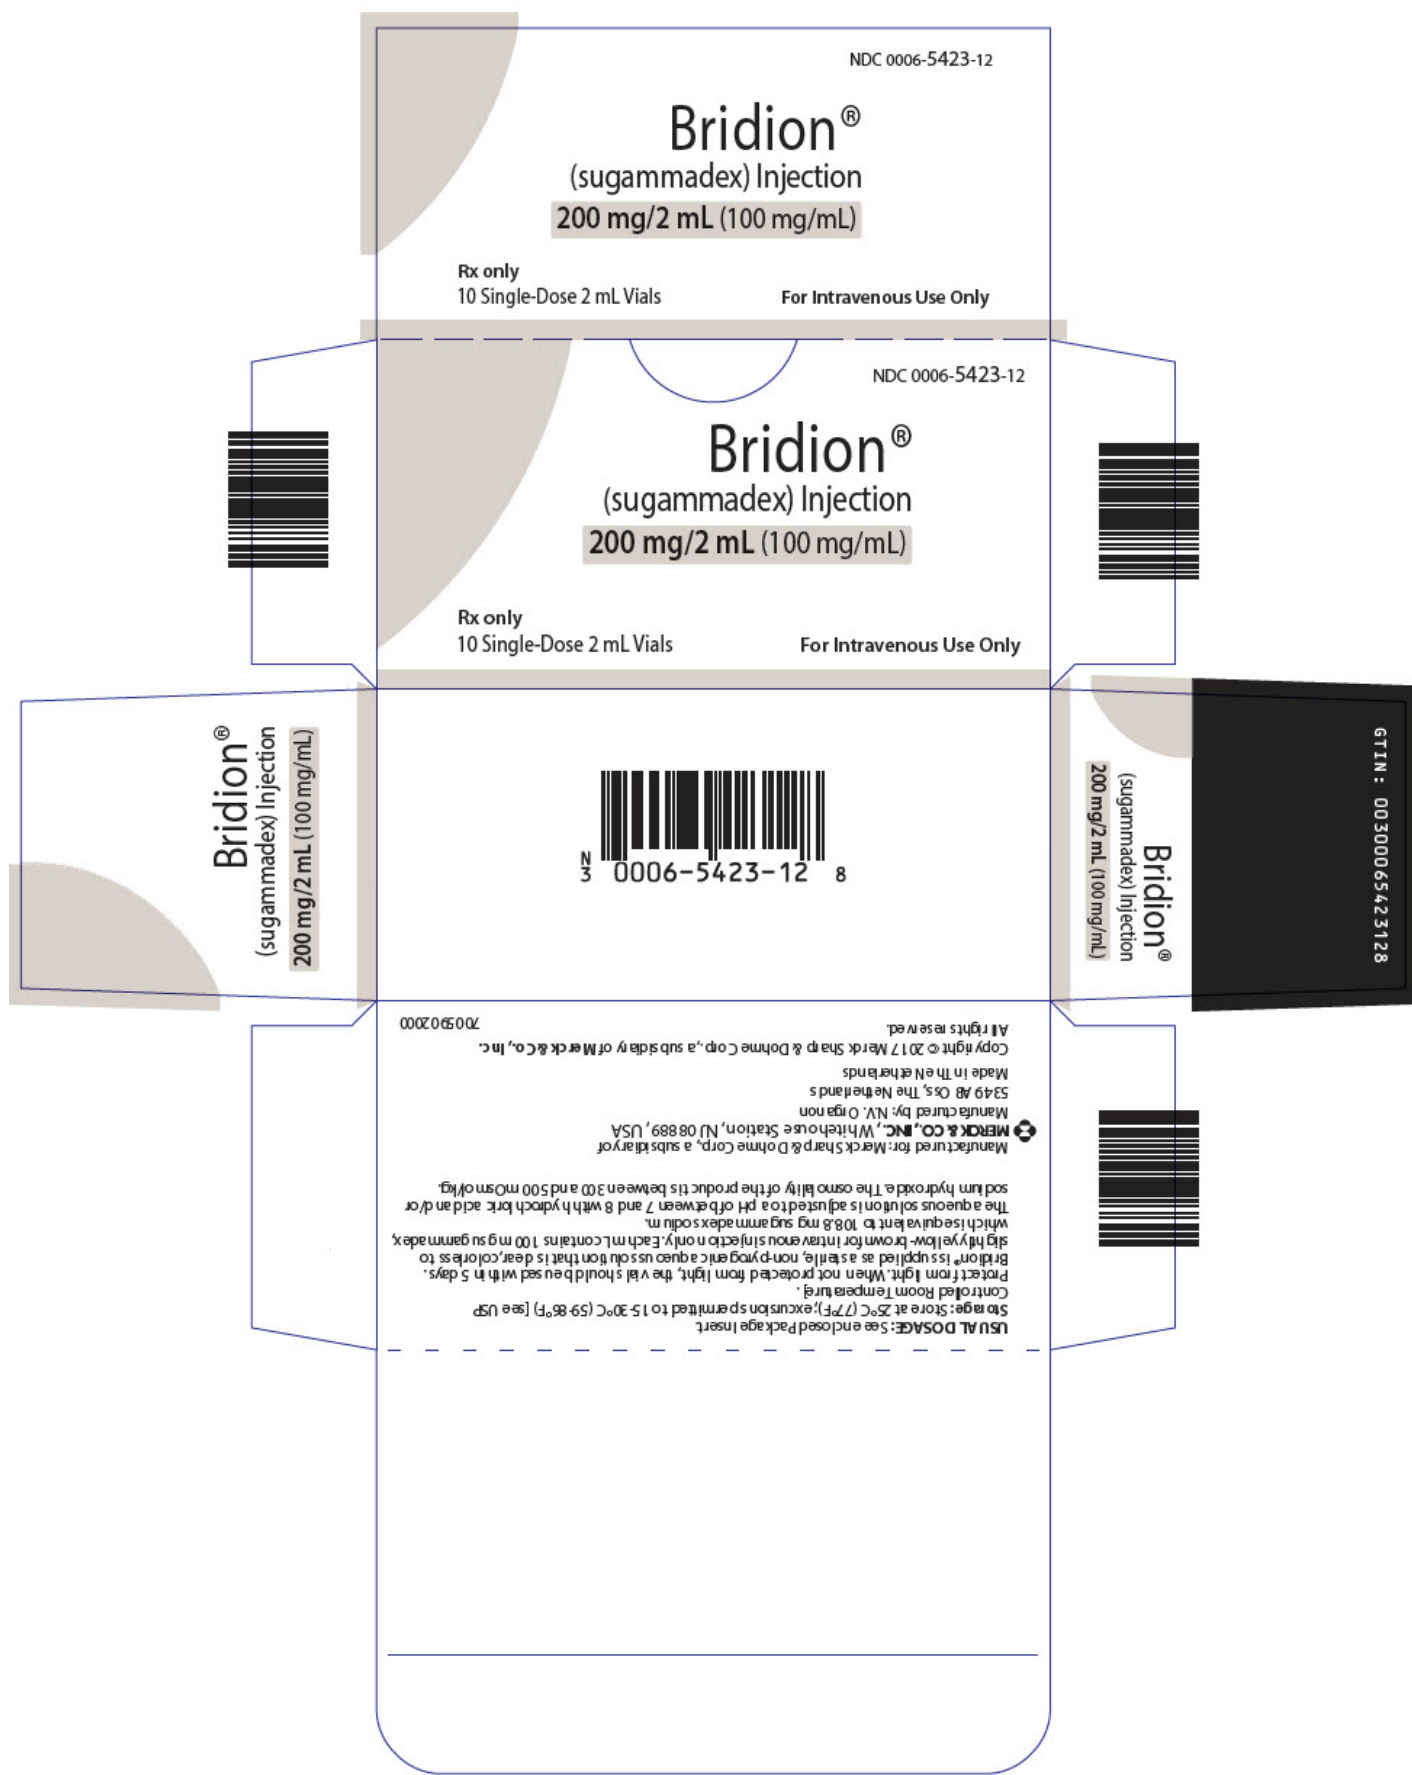 NDC 0006-5423-12
Bridion®
(sugammadex) Injection
200 mg/2 mL (100 mg/mL)
Rx only
10 Single-Dose 2 mL Vials
For Intravenous Use Only
NDC 0006-5423-12
Bridion®
(sugammadex) Injection
200 mg/2 mL (100 mg/mL)
Rx only
10 Single-Dose 2 mL Vials
For Intravenous Use Only
Bridion®
(sugammadex) Injection
200 mg/2 mL (100 mg/mL)
N
3 0006-5423-12 8
Bridion®
(sugammadex) Injection
200 mg/2 mL (100 mg/mL)
GTIN: 00300065423128
USUAL DOSAGE: See enclosed Package Insert.
Storage: Store at 25°C (77°F); excursions permitted to 15-30°C (59-86°F) [see USP
Controlled Room Temperature].
Protect from light. When not protected from light, the vial should be used within 5 days.
Bridion® is supplied as a sterile, non-pyrogenic aqueous solution that is clear, colorless to
slightly yellow-brown for intravenous injection only. Each mL contains 100 mg sugammadex,
which is equivalent to 108.8 mg sugammadex sodium.
The aqueous solution is adjusted to a pH of between 7 and 8 with hydrochloric acid and/or
sodium hydroxide. The osmolality of the product is between 300 and 500 mOsmol/kg.
Manufactured for: Merck Sharp & Dohme Corp., a subsidiary of
MERCK & CO., INC., Whitehouse Station, NJ 08889, USA
Manufactured by: N.V. Organon
5349 AB Oss, The Netherlands
Made in The Netherlands
Copyright © 2017 Merck Sharp & Dohme Corp., a subsidiary of Merck & Co., Inc.
All rights reserved.
7005902000